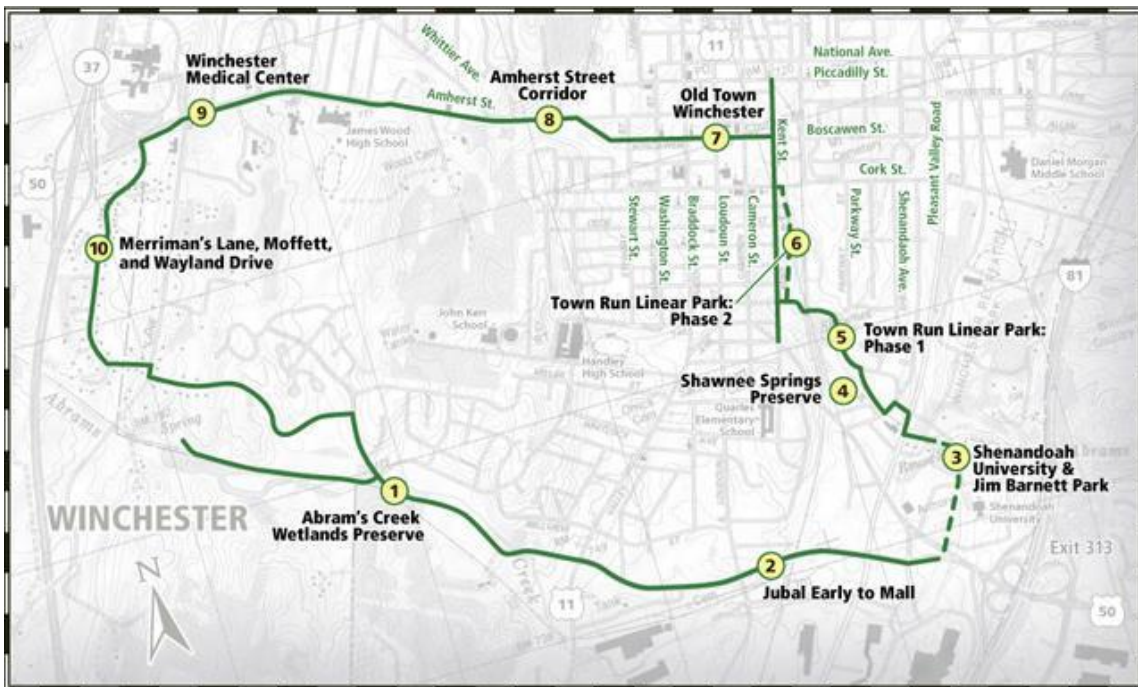 37
Winchester
Medical Center
9
Whittier Ave.
Amherst St.
Amherst Street
Corridor
8
11
Old Town
Winchester
7
National Ave.
Piccadilly St.
Kent St.
Boscawen St.
Cork St.
Pleasant Valley Road
Daniel Morgan
Middle School
James Wood
High School
50
10
Merriman's Lane, Moffett,
and Wayland Drive
Stewart St.
Washington St.
Braddock St.
Loudoun St.
Cameron St.
6
Parkway St.
Shenandaoh Ave.
81
Town Run Linear Park:
Phase 2
John Kerr
School
Handley
High School
5
Town Run Linear Park:
Phase 1
Shawnee Springs
Preserve
4
Quarles
Elementary
School
Abrams
Spring
3
Shenandoah
University &
Jim Barnett Park
Abrams
1
Abram's Creek
Wetlands Preserve
WINCHESTER
Shenandoah
University
Exit 313
N
Creek
2
Jubal Early to Mall
11
50